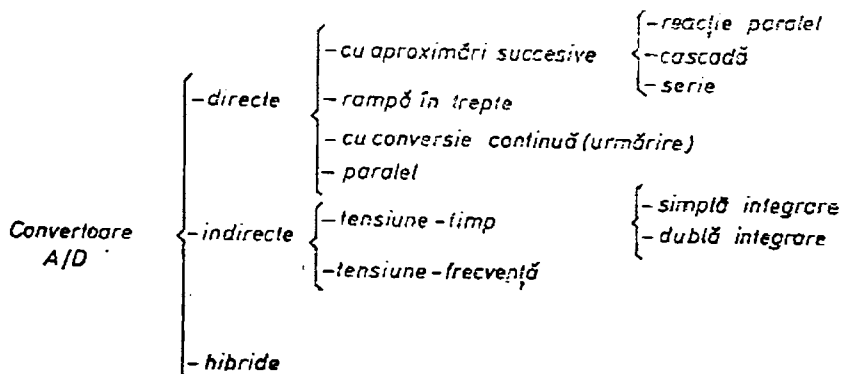 Convertoare
A/D
-directe
-cu aproximări succesive
-reacție paralel
-cascadă
-serie
-rampă în trepte
-cu conversie continuă (urmărire)
-paralel
-indirecte
-tensiune-timp
-simplă integrare
-dublă integrare
-tensiune-frecvență
-hibride